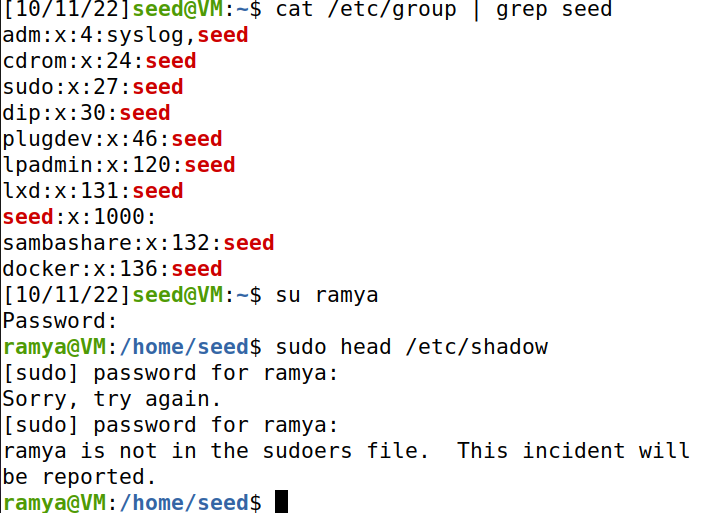 [10/11/22]seed@VM:~$ cat /etc/group | grep seed
adm:x:4:syslog,seed
cdrom:x:24:seed
sudo:x:27:seed
dip:x:30:seed
plugdev:x:46:seed
lpadmin:x:120:seed
lxd:x:131:seed
seed:x:1000:
sambashare:x:132:seed
docker:x:136:seed
[10/11/22]seed@VM:~$ su ramya
Password:
ramya@VM:/home/seed$ sudo head /etc/shadow
[sudo] password for ramya:
Sorry, try again.
[sudo] password for ramya:
ramya is not in the sudoers file.  This incident will
be reported.
ramya@VM:/home/seed$